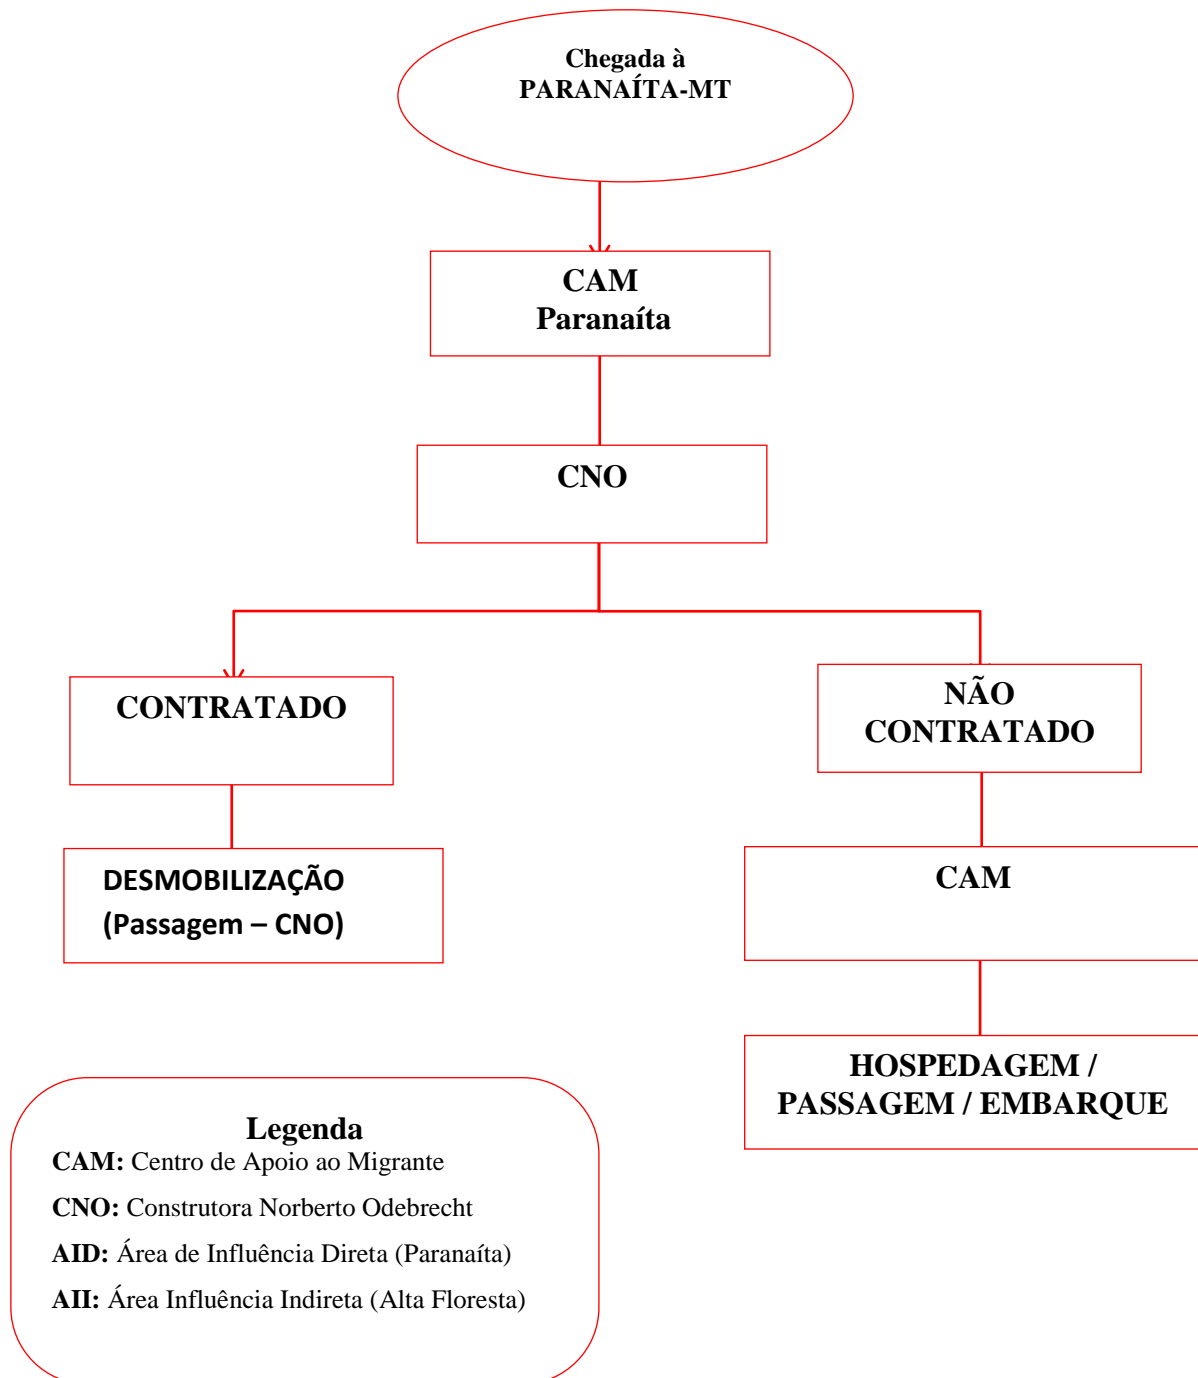 Chegada à
PARANAÍTA-MT
CAM
Paranaíta
CNO
CONTRATADO
NÃO
CONTRATADO
DESMOBILIZAÇÃO
(Passagem – CNO)
CAM
HOSPEDAGEM /
PASSAGEM / EMBARQUE
Legenda
CAM: Centro de Apoio ao Migrante
CNO: Construtora Norberto Odebrecht
AID: Área de Influência Direta (Paranaíta)
AII: Área Influência Indireta (Alta Floresta)